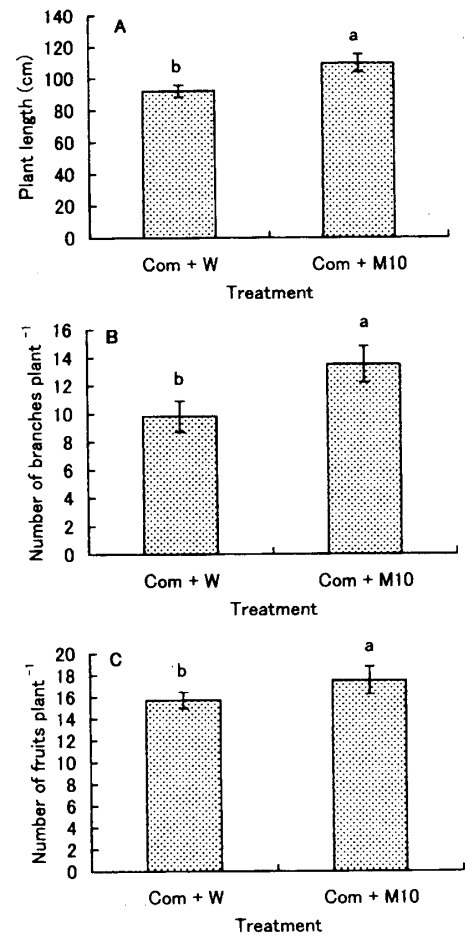 A
Plant length (cm)
140
120
100
80
60
40
20
0
b
a
Com + W
Com + M10
Treatment
B
Number of branches plant ⁻¹
16
14
12
10
8
6
4
2
0
b
a
Com + W
Com + M10
Treatment
C
Number of fruits plant ⁻¹
20
18
16
14
12
10
8
6
4
2
0
b
a
Com + W
Com + M10
Treatment